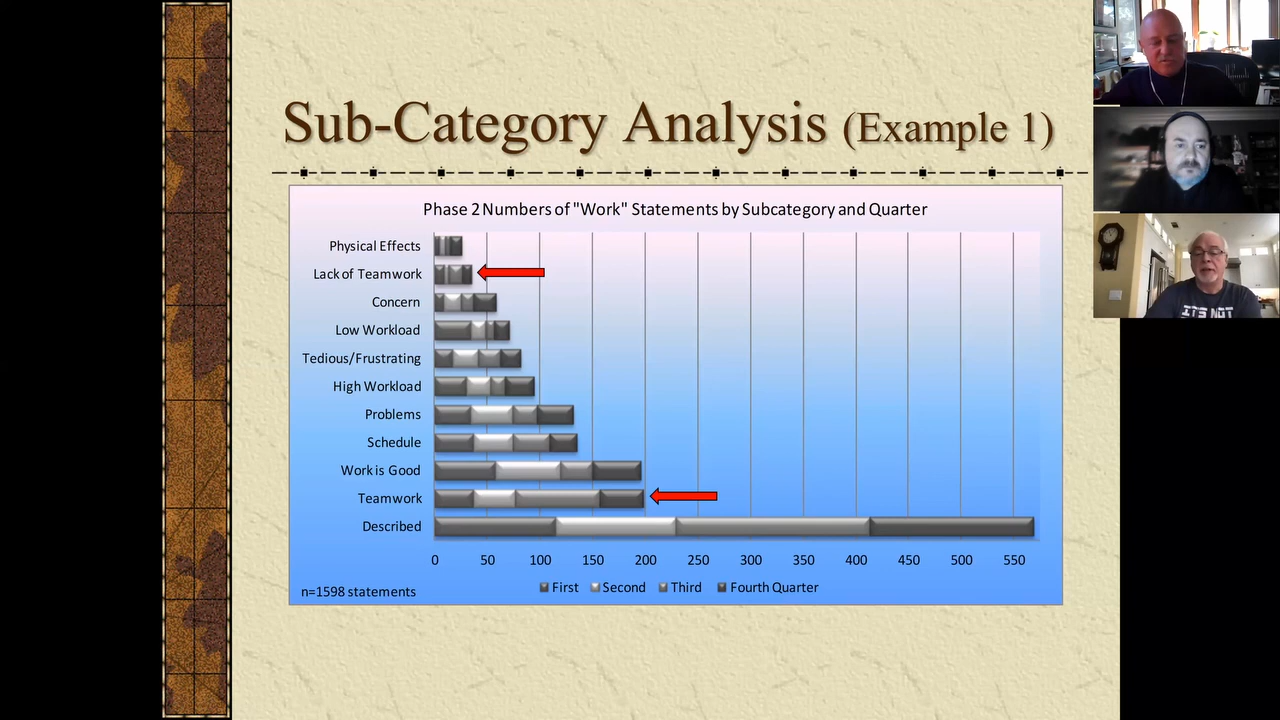 Sub-Category Analysis (Example 1)
Phase 2 Numbers of "Work" Statements by Subcategory and Quarter
Physical Effects
Lack of Teamwork
Concern
Low Workload
Tedious/Frustrating
High Workload
Problems
Schedule
Work is Good
Teamwork
Described
0 50 100 150 200 250 300 350 400 450 500 550
First Second Third Fourth Quarter
n=1598 statements
ITS NOT